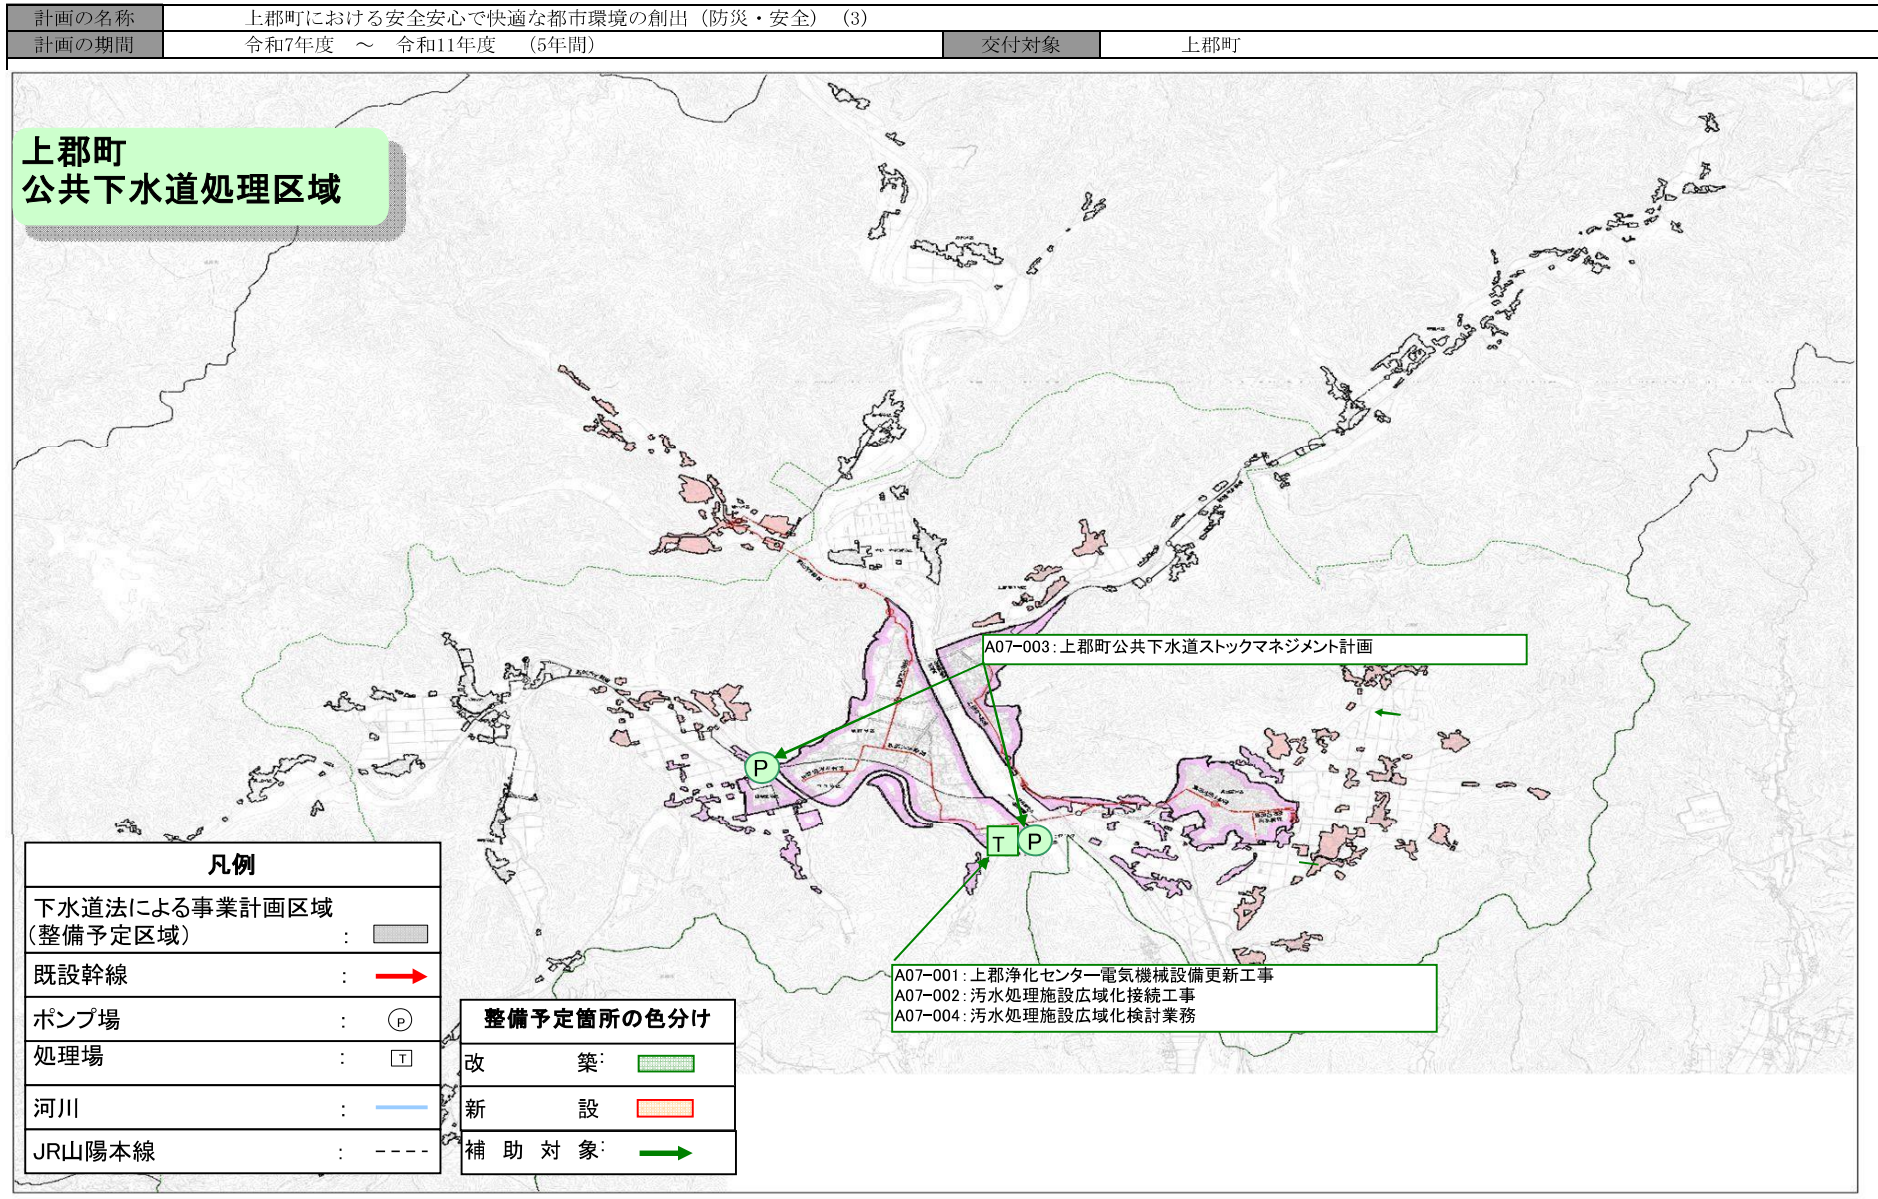 計画の名称 上郡町における安全安心で快適な都市環境の創出（防災・安全）（3）
計画の期間 令和7年度　～　令和11年度　（5年間） 交付対象 上郡町
上郡町
公共下水道処理区域
A07-003：上郡町公共下水道ストックマネジメント計画
P
T
P
A07-001：上郡浄化センター電気機械設備更新工事
A07-002：汚水処理施設広域化接続工事
A07-004：汚水処理施設広域化検討業務
凡例
下水道法による事業計画区域
（整備予定区域） ：
既設幹線 ：
ポンプ場 ： P
処理場 ： T
河川 ：
JR山陽本線 ：
整備予定箇所の色分け
改築：
新設
補助対象：